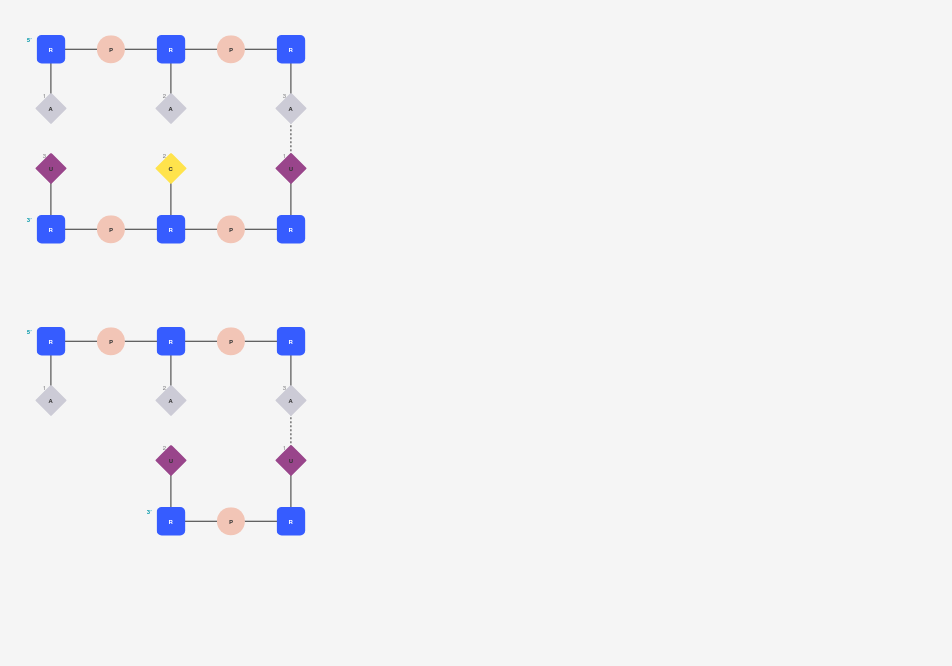 5' R P R P R
1 A 2 A 3 A
3 U 2 C 1 U
3' R P R P R
5' R P R P R
1 A 2 A 3 A
2 U 1 U
3' R P R